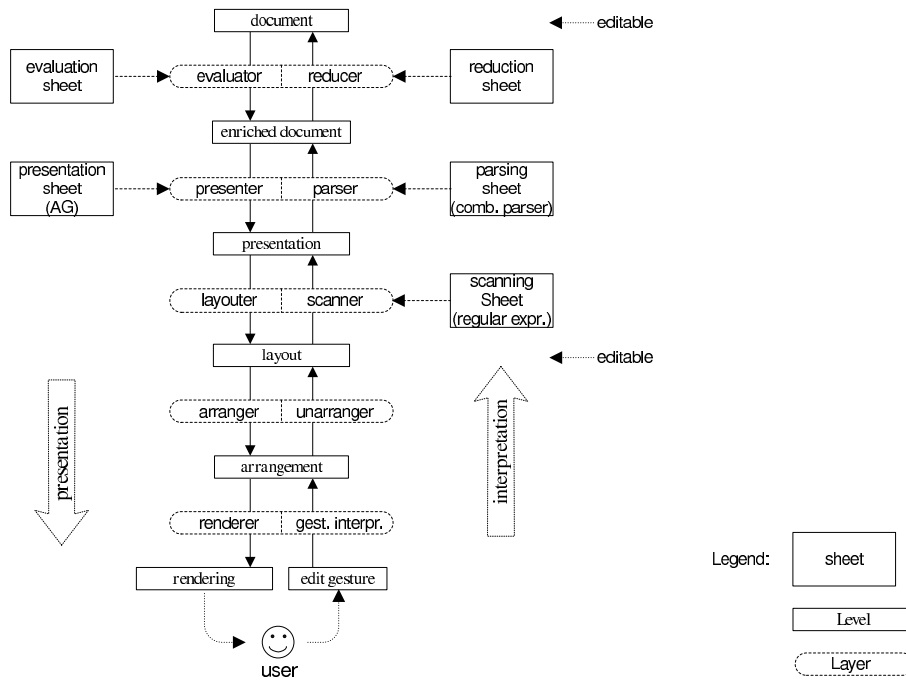 document
editable
evaluation
sheet
evaluator
reducer
reduction
sheet
enriched document
presentation
sheet
(AG)
presenter
parser
parsing
sheet
(comb. parser)
presentation
layouter
scanner
scanning
Sheet
(regular expr.)
layout
editable
presentation
arranger
unarranger
interpretation
arrangement
renderer
gest. interpr.
Legend:
sheet
rendering
edit gesture
Level
user
Layer